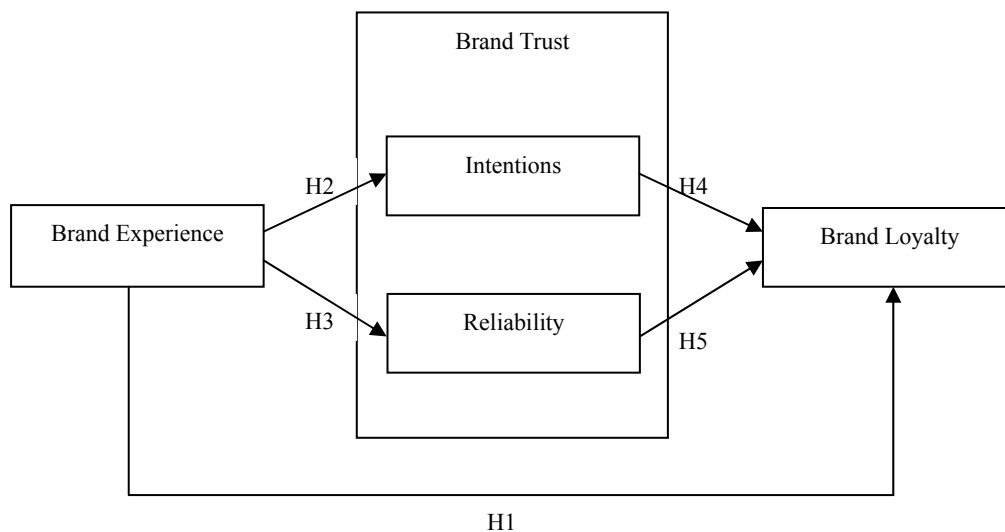 Brand Trust
Intentions
H2
H4
Brand Experience
Brand Loyalty
Reliability
H3
H5
H1